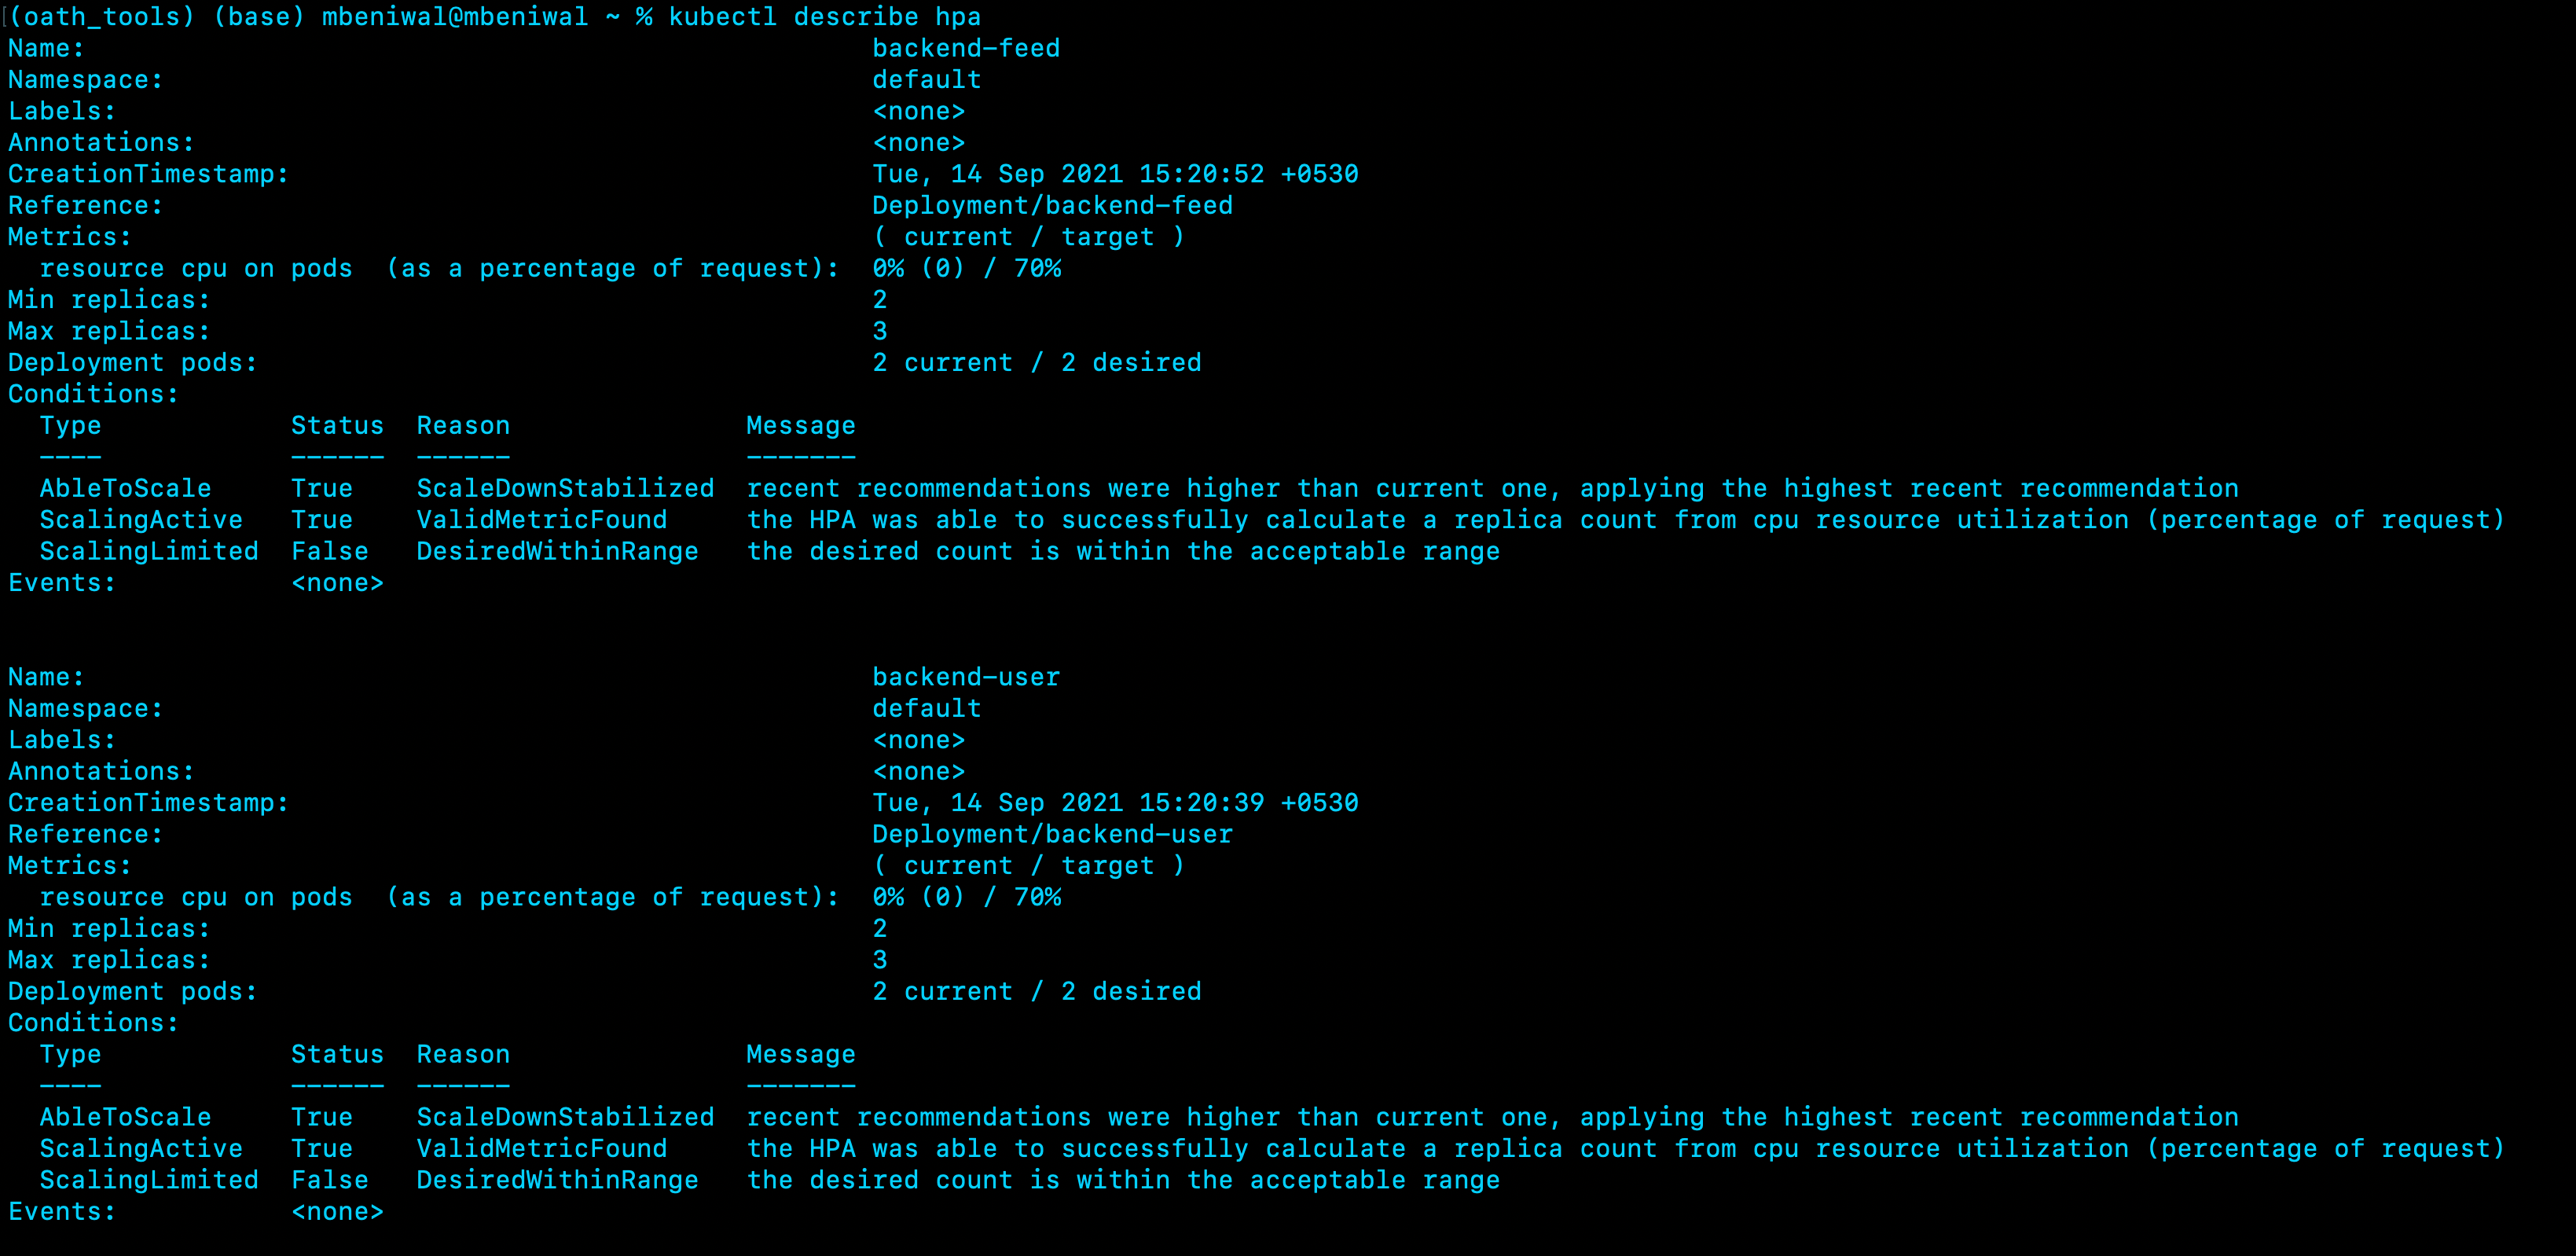 (oath_tools) (base) mbeniwal@mbeniwal ~ % kubectl describe hpa
Name: backend-feed
Namespace: default
Labels: <none>
Annotations: <none>
CreationTimestamp: Tue, 14 Sep 2021 15:20:52 +0530
Reference: Deployment/backend-feed
Metrics: ( current / target )
  resource cpu on pods  (as a percentage of request):  0% (0) / 70%
Min replicas: 2
Max replicas: 3
Deployment pods: 2 current / 2 desired
Conditions:
  Type            Status  Reason               Message
  ----            ------  ------               -------
  AbleToScale     True    ScaleDownStabilized  recent recommendations were higher than current one, applying the highest recent recommendation
  ScalingActive   True    ValidMetricFound     the HPA was able to successfully calculate a replica count from cpu resource utilization (percentage of request)
  ScalingLimited  False   DesiredWithinRange   the desired count is within the acceptable range
Events:           <none>
Name: backend-user
Namespace: default
Labels: <none>
Annotations: <none>
CreationTimestamp: Tue, 14 Sep 2021 15:20:39 +0530
Reference: Deployment/backend-user
Metrics: ( current / target )
  resource cpu on pods  (as a percentage of request):  0% (0) / 70%
Min replicas: 2
Max replicas: 3
Deployment pods: 2 current / 2 desired
Conditions:
  Type            Status  Reason               Message
  ----            ------  ------               -------
  AbleToScale     True    ScaleDownStabilized  recent recommendations were higher than current one, applying the highest recent recommendation
  ScalingActive   True    ValidMetricFound     the HPA was able to successfully calculate a replica count from cpu resource utilization (percentage of request)
  ScalingLimited  False   DesiredWithinRange   the desired count is within the acceptable range
Events:           <none>